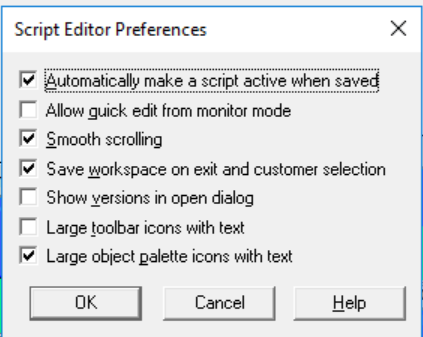 Script Editor Preferences
Automatically make a script active when saved
Allow quick edit from monitor mode
Smooth scrolling
Save workspace on exit and customer selection
Show versions in open dialog
Large toolbar icons with text
Large object palette icons with text
OK Cancel Help